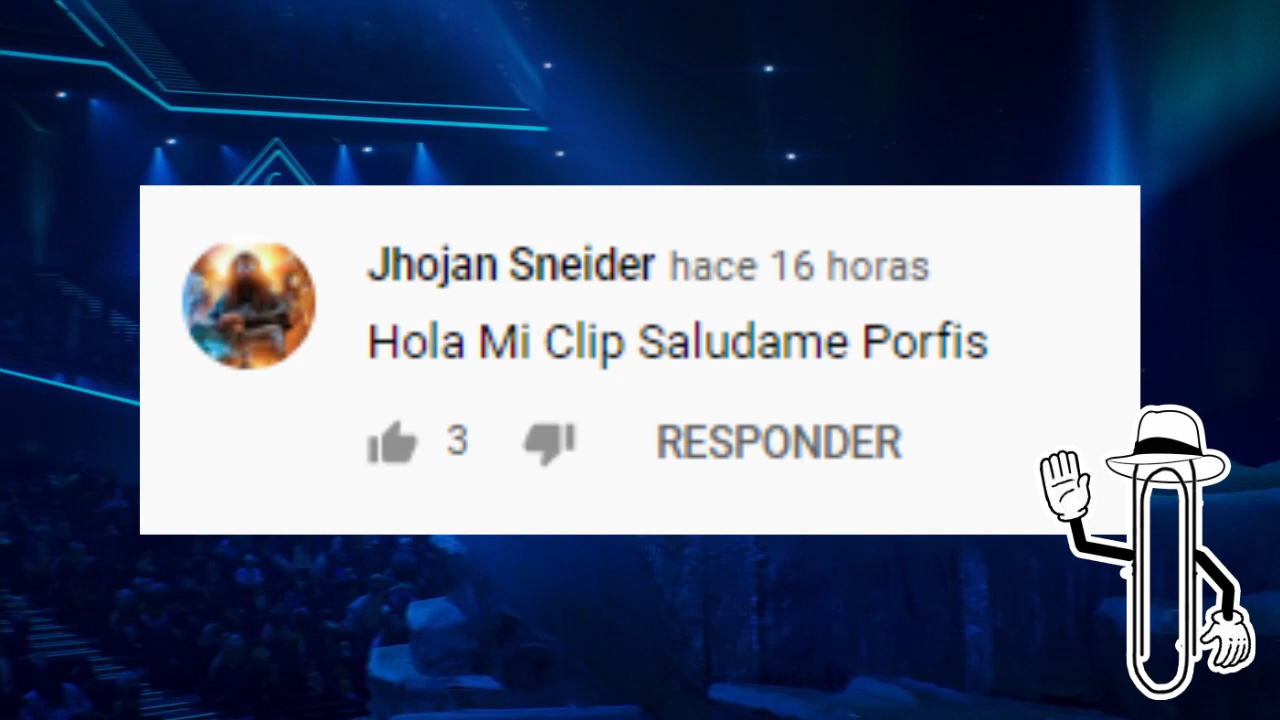 Jhojan Sneider hace 16 horas
Hola Mi Clip Saludame Porfis
3 RESPONDER